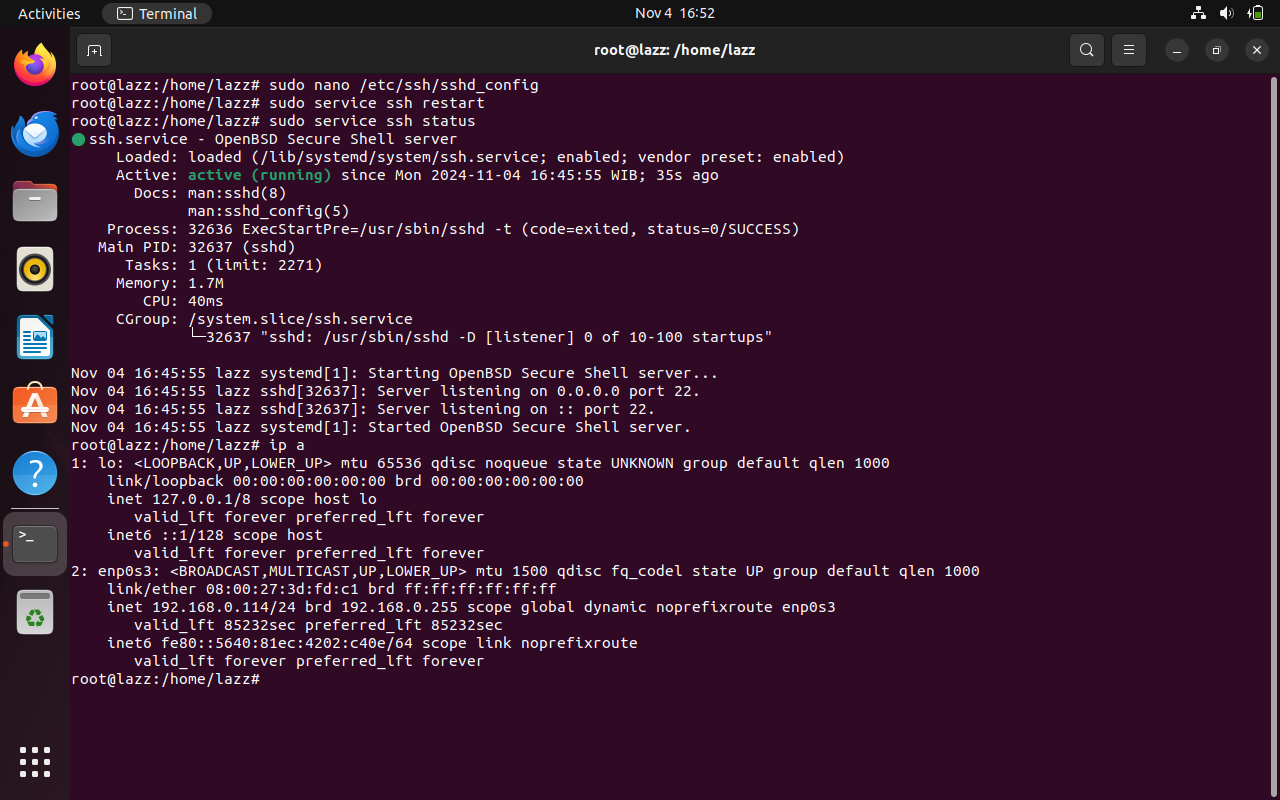 Activities
Terminal
Nov 4 16:52
root@lazz: /home/lazz
root@lazz:/home/lazz# sudo nano /etc/ssh/sshd_config
root@lazz:/home/lazz# sudo service ssh restart
root@lazz:/home/lazz# sudo service ssh status
● ssh.service - OpenBSD Secure Shell server
Loaded: loaded (/lib/systemd/system/ssh.service; enabled; vendor preset: enabled)
Active: active (running) since Mon 2024-11-04 16:45:55 WIB; 35s ago
Docs: man:sshd(8)
man:sshd_config(5)
Process: 32636 ExecStartPre=/usr/sbin/sshd -t (code=exited, status=0/SUCCESS)
Main PID: 32637 (sshd)
Tasks: 1 (limit: 2271)
Memory: 1.7M
CPU: 40ms
CGroup: /system.slice/ssh.service
└─32637 "sshd: /usr/sbin/sshd -D [listener] 0 of 10-100 startups"
Nov 04 16:45:55 lazz systemd[1]: Starting OpenBSD Secure Shell server...
Nov 04 16:45:55 lazz sshd[32637]: Server listening on 0.0.0.0 port 22.
Nov 04 16:45:55 lazz sshd[32637]: Server listening on :: port 22.
Nov 04 16:45:55 lazz systemd[1]: Started OpenBSD Secure Shell server.
root@lazz:/home/lazz# ip a
1: lo: <LOOPBACK,UP,LOWER_UP> mtu 65536 qdisc noqueue state UNKNOWN group default qlen 1000
link/loopback 00:00:00:00:00:00 brd 00:00:00:00:00:00
inet 127.0.0.1/8 scope host lo
valid_lft forever preferred_lft forever
inet6 ::1/128 scope host
valid_lft forever preferred_lft forever
2: enp0s3: <BROADCAST,MULTICAST,UP,LOWER_UP> mtu 1500 qdisc fq_codel state UP group default qlen 1000
link/ether 08:00:27:3d:fd:c1 brd ff:ff:ff:ff:ff:ff
inet 192.168.0.114/24 brd 192.168.0.255 scope global dynamic noprefixroute enp0s3
valid_lft 85232sec preferred_lft 85232sec
inet6 fe80::5640:81ec:4202:c40e/64 scope link noprefixroute
valid_lft forever preferred_lft forever
root@lazz:/home/lazz#